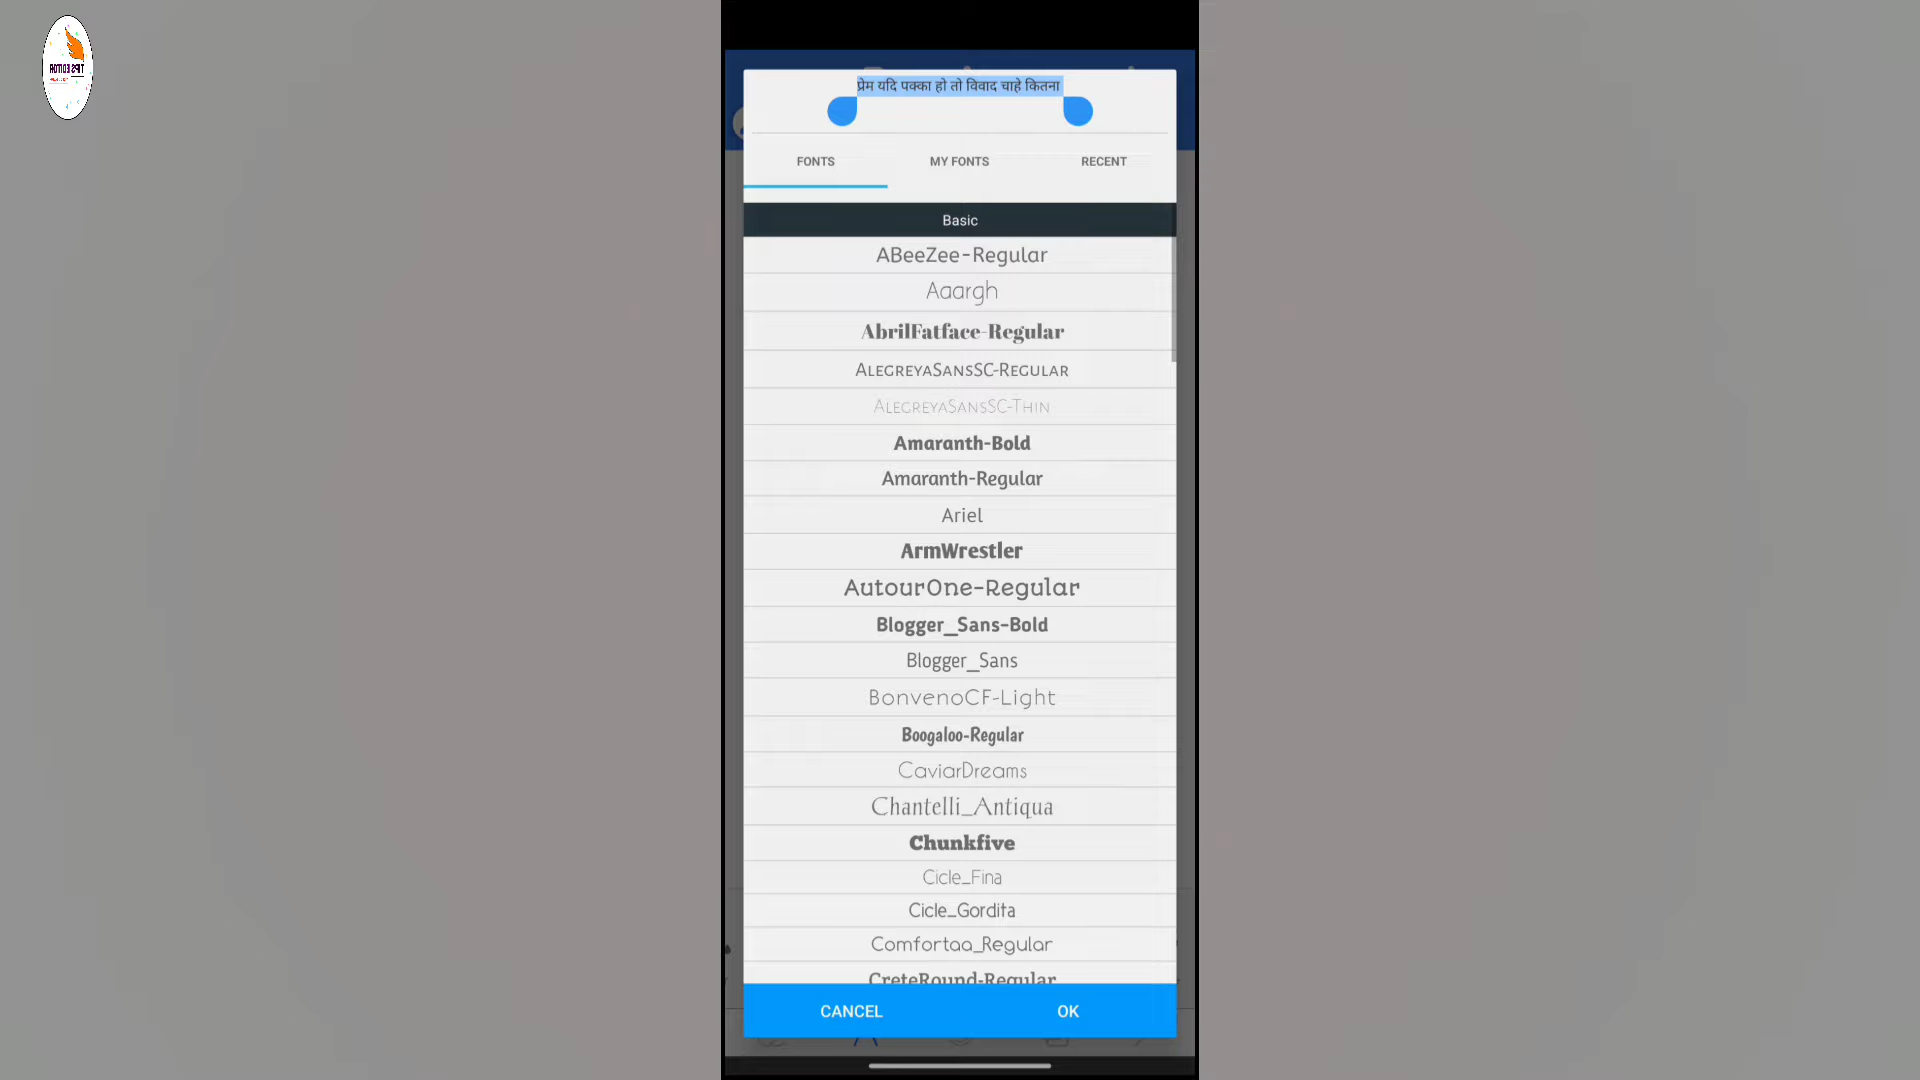 प्रेम यदि पक्का हो तो विवाद चाहे कितना
FONTS MY FONTS RECENT
Basic
ABeeZee-Regular
Aaargh
AbrilFatface-Regular
AlegreyaSansSC-Regular
AlegreyaSansSC-Thin
Amaranth-Bold
Amaranth-Regular
Ariel
ArmWrestler
AutourOne-Regular
Blogger_Sans-Bold
Blogger_Sans
BonvenoCF-Light
Boogaloo-Regular
CaviarDreams
Chantelli_Antiqua
Chunkfive
Cicle_Fina
Cicle_Gordita
Comfortaa_Regular
CreteRound-Regular
CANCEL OK